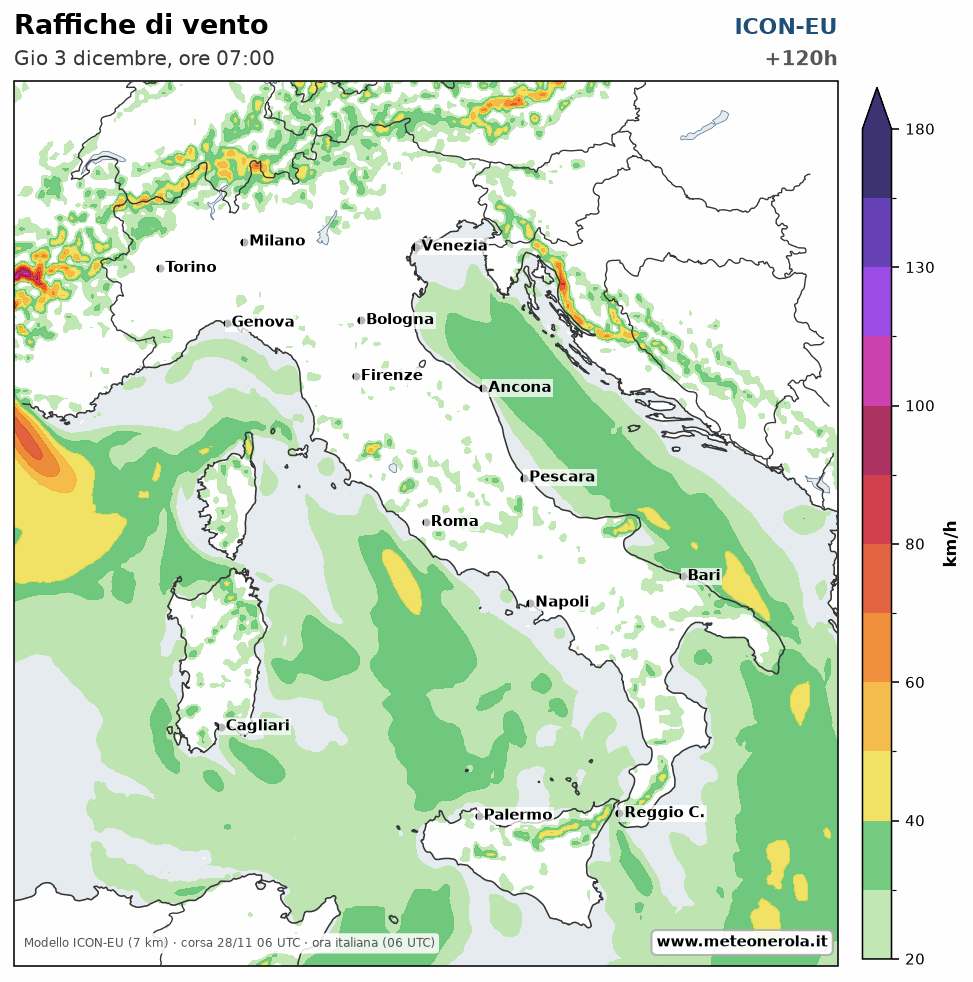 Raffiche di vento
ICON-EU
Gio 3 dicembre, ore 07:00
+120h
180
130
100
80
60
40
20
km/h
Milano
Venezia
Torino
Genova
Bologna
Firenze
Ancona
Pescara
Roma
Bari
Napoli
Cagliari
Palermo
Reggio C.
Modello ICON-EU (7 km) · corsa 28/11 06 UTC · ora italiana (06 UTC)
www.meteonerola.it